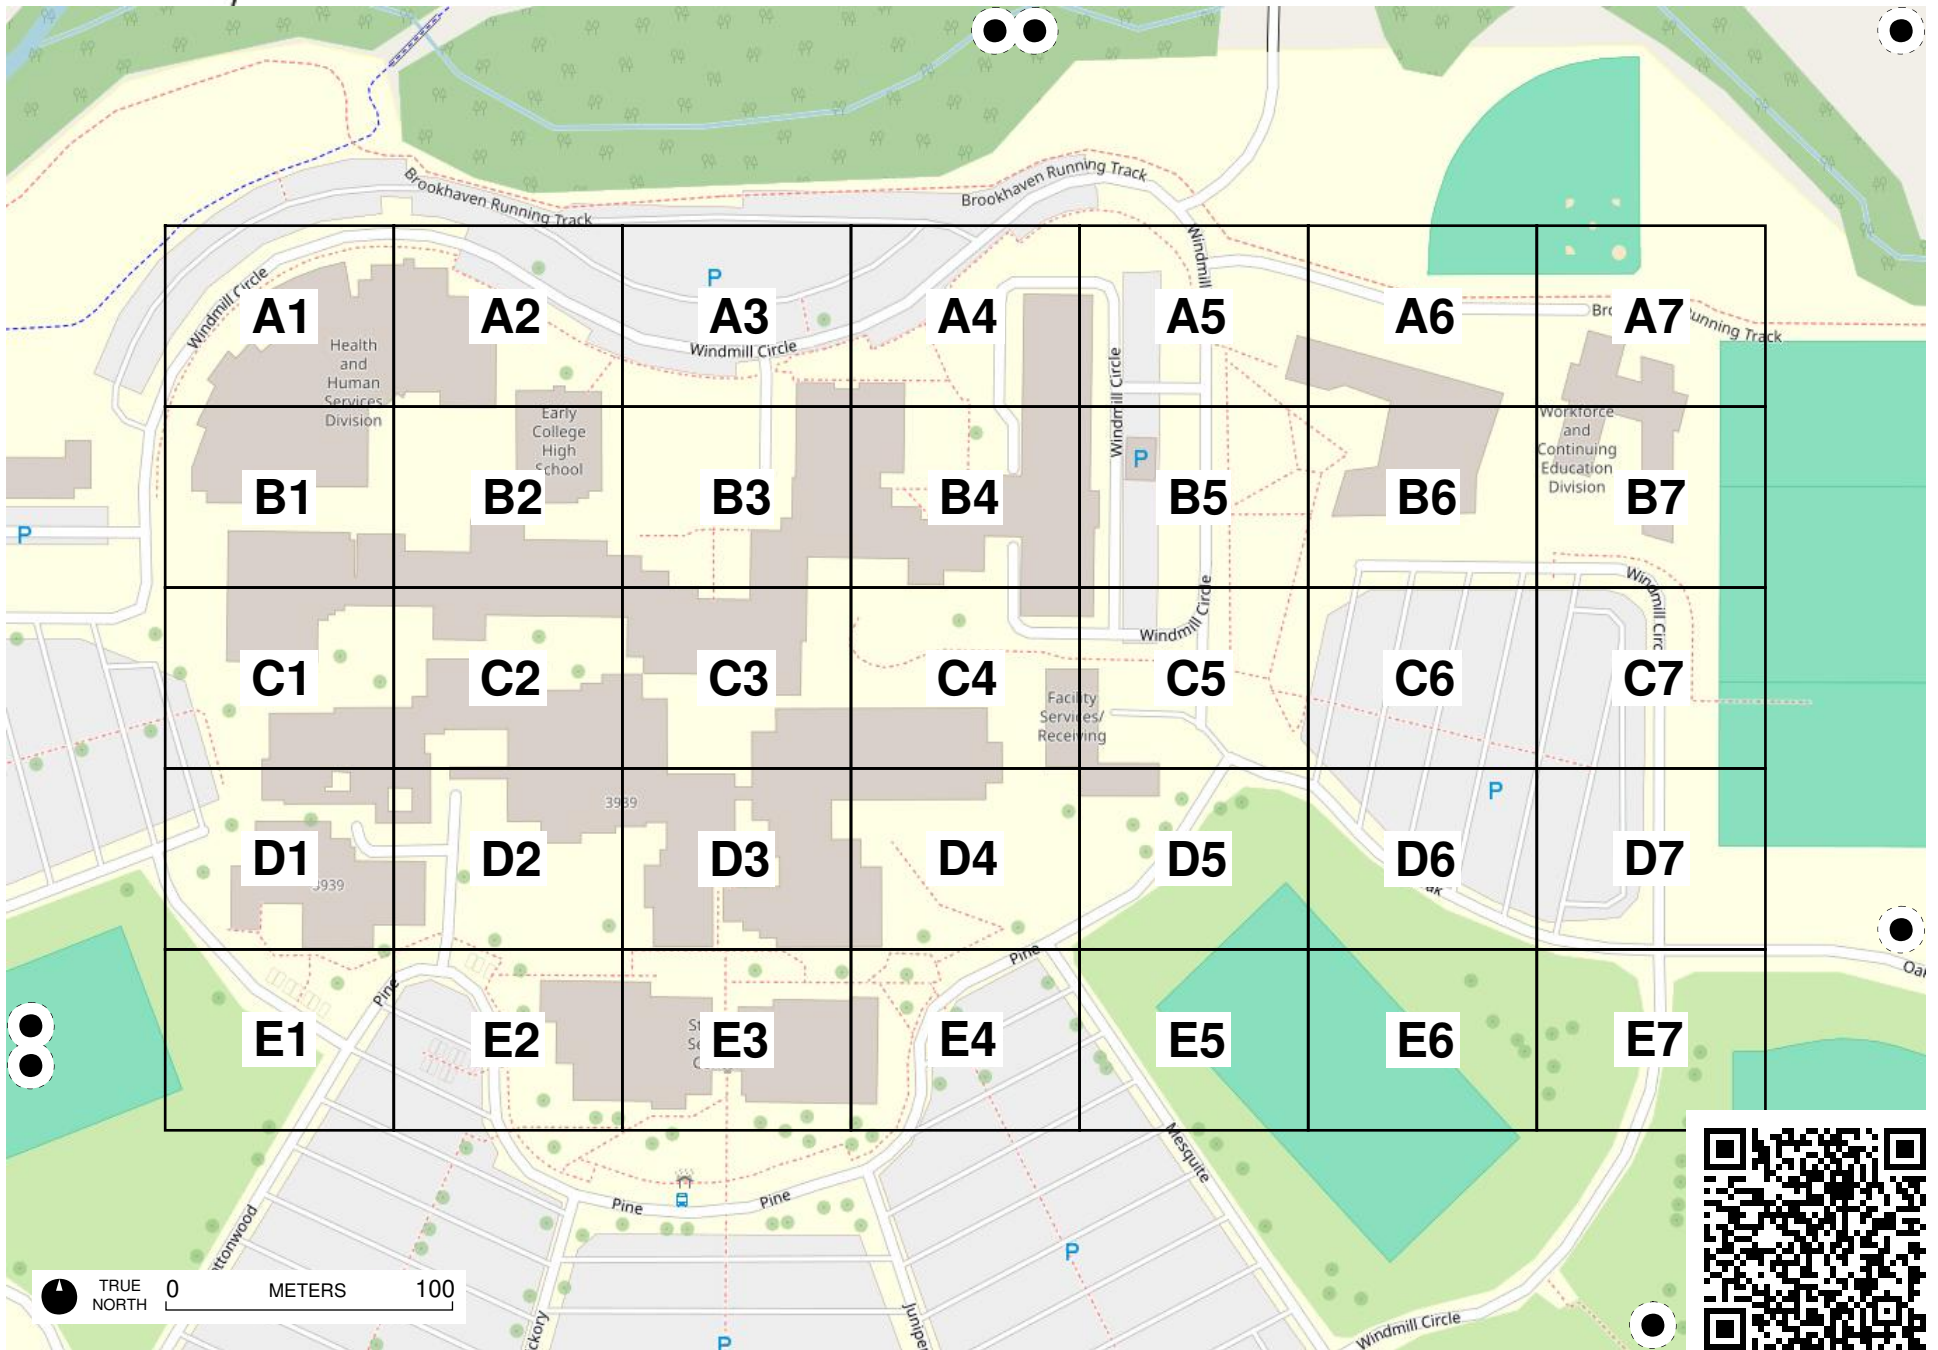 Brookhaven Running Track
Brookhaven Running Track
Windmill
Windmill Circle
A1
A2
A3
A4
A5
A6
A7
P
Windmill Circle
Running Track
Health
and
Human
Services
Division
Windmill Circle
Early
College
High
School
Workforce
and
Continuing
Education
Division
P
B1
B2
B3
B4
B5
B6
B7
P
Windmill Circle
Windmill Circ
C1
C2
C3
C4
C5
C6
C7
Windmill Circle
Facility
Services/
Receiving
3939
P
D1
D2
D3
D4
D5
D6
D7
3939
Pine
Pine
E1
E2
E3
E4
E5
E6
E7
Mesquite
Pine
Pine
P
P
Windmill Circle
TRUE
NORTH
0
METERS
100